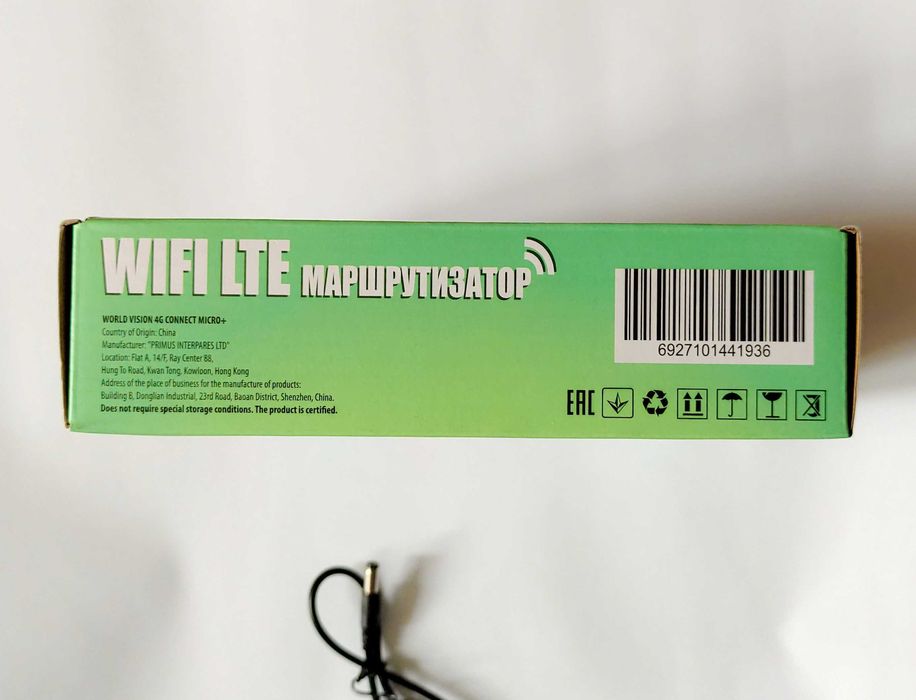 WIFI LTE МАРШРУТИЗАТОР
WORLD VISION 4G CONNECT MICRO+
Country of Origin: China
Manufacturer: "PRIMUS INTERPARES LTD"
Location: Flat A, 14/F, Ray Center 88,
Hung To Road, Kwan Tong, Kowloon, Hong Kong
Address of the place of business for the manufacture of products:
Building 8, Donglian Industrial, 23rd Road, Baoan District, Shenzhen, China.
Does not require special storage conditions. The product is certified.
6927101441936
EAC